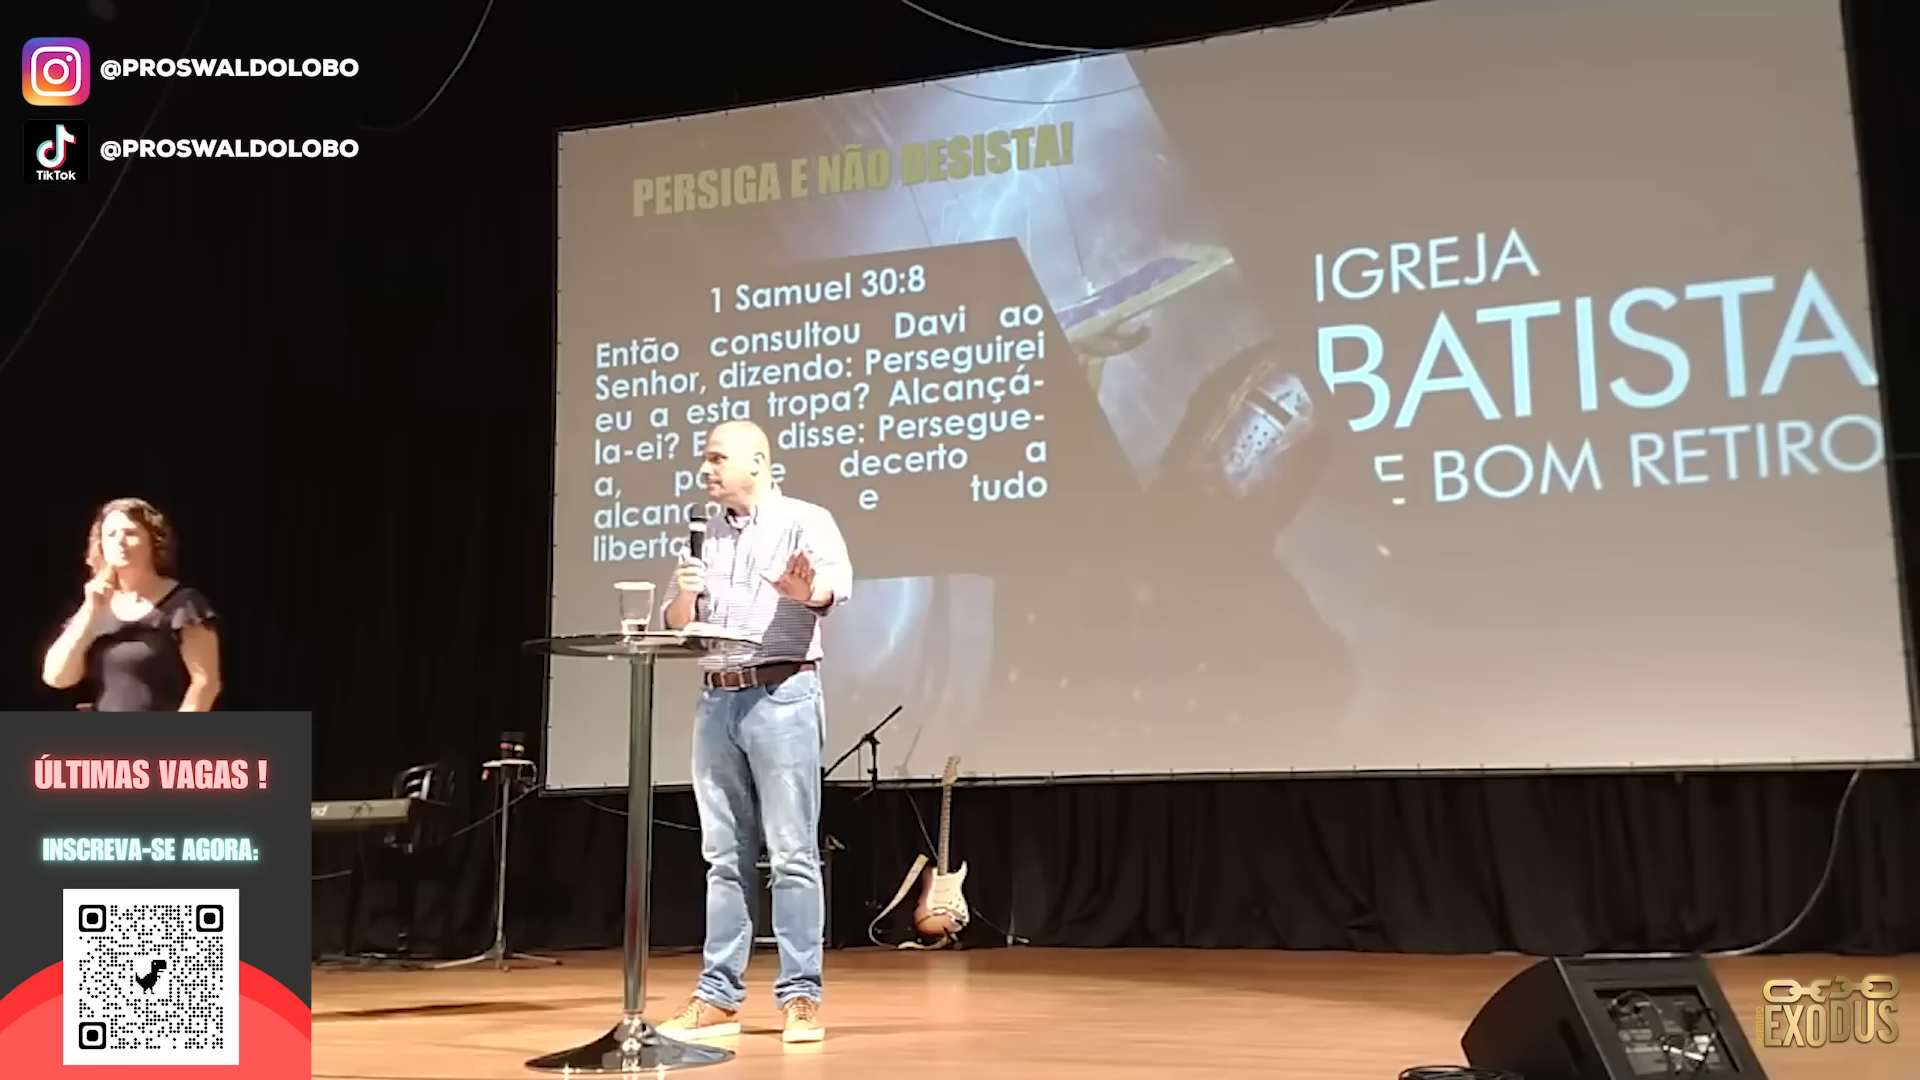 @PROSWALDOLOBO
TikTok
@PROSWALDOLOBO
PERSIGA E NÃO DESISTA!
1 Samuel 30:8
Então consultou Davi ao
Senhor, dizendo: Perseguirei
eu a esta tropa? Alcançá-
la-ei? E disse: Persegue-
a, decerto a
e tudo
IGREJA
BATISTA
BOM RETIRO
ÚLTIMAS VAGAS !
INSCREVA-SE AGORA:
EXODUS